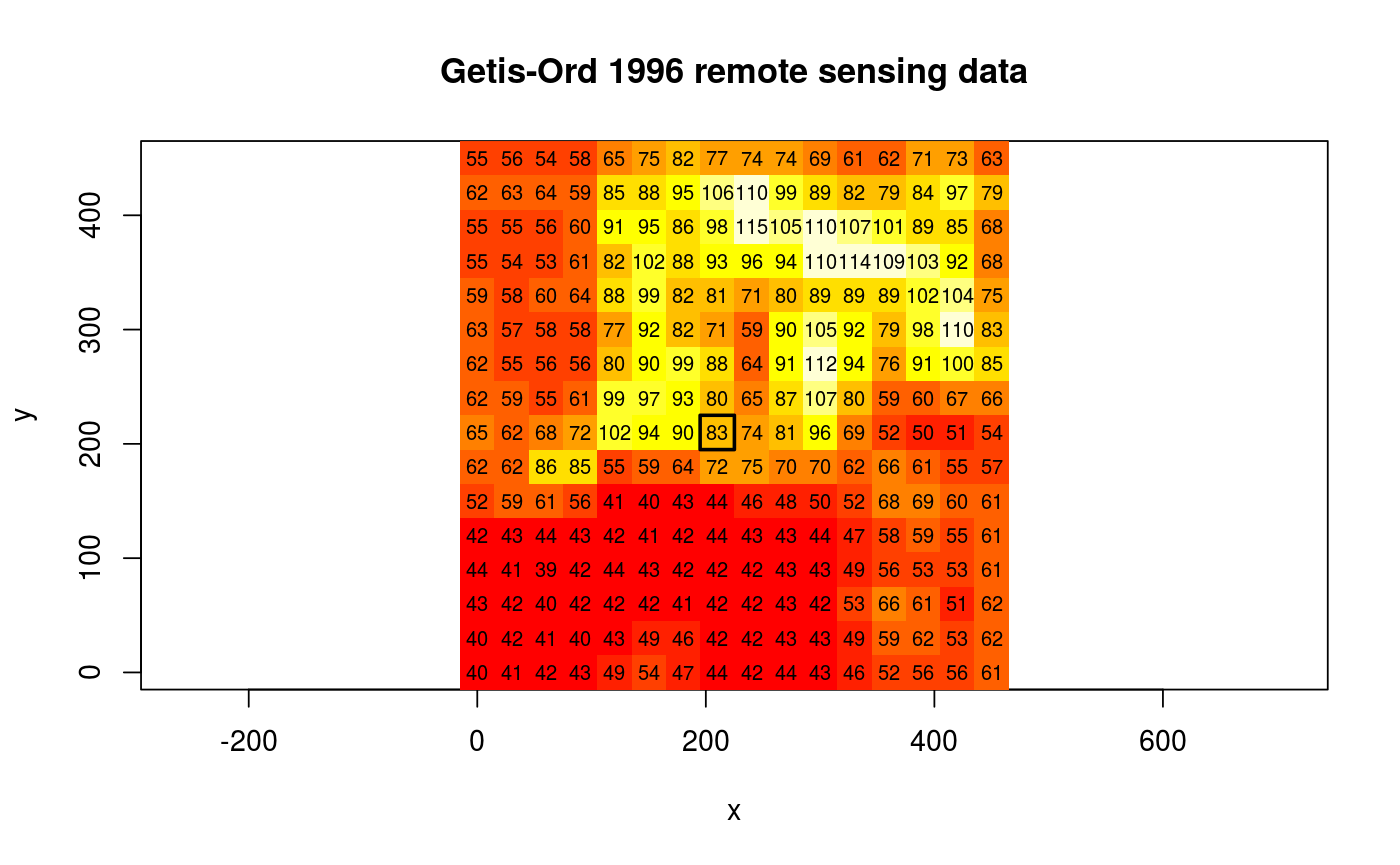 Getis-Ord 1996 remote sensing data
55 56 54 58 65 75 82 77 74 74 69 61 62 71 73 63
400 62 63 64 59 85 88 95 106 110 99 89 82 79 84 97 79
55 55 56 60 91 95 86 98 115 105 110 107 101 89 85 68
55 54 53 61 82 102 88 93 96 94 110 114 109 103 92 68
59 58 60 64 88 99 82 81 71 80 89 89 89 102 104 75
300 63 57 58 58 77 92 82 71 59 90 105 92 79 98 110 83
62 55 56 56 80 90 99 88 64 91 112 94 76 91 100 85
62 59 55 61 99 97 93 80 65 87 107 80 59 60 67 66
y
200 65 62 68 72 102 94 90 83 74 81 96 69 52 50 51 54
62 62 86 85 55 59 64 72 75 70 70 62 66 61 55 57
52 59 61 56 41 40 43 44 46 48 50 52 68 69 60 61
100 42 43 44 43 42 41 42 44 43 43 44 47 58 59 55 61
44 41 39 42 44 43 42 42 42 43 43 49 56 53 53 61
43 42 40 42 42 42 41 42 42 43 42 53 66 61 51 62
40 42 41 40 43 49 46 42 42 43 43 49 59 62 53 62
0 40 41 42 43 49 54 47 44 42 44 43 46 52 56 56 61
-200 0 200 400 600
x